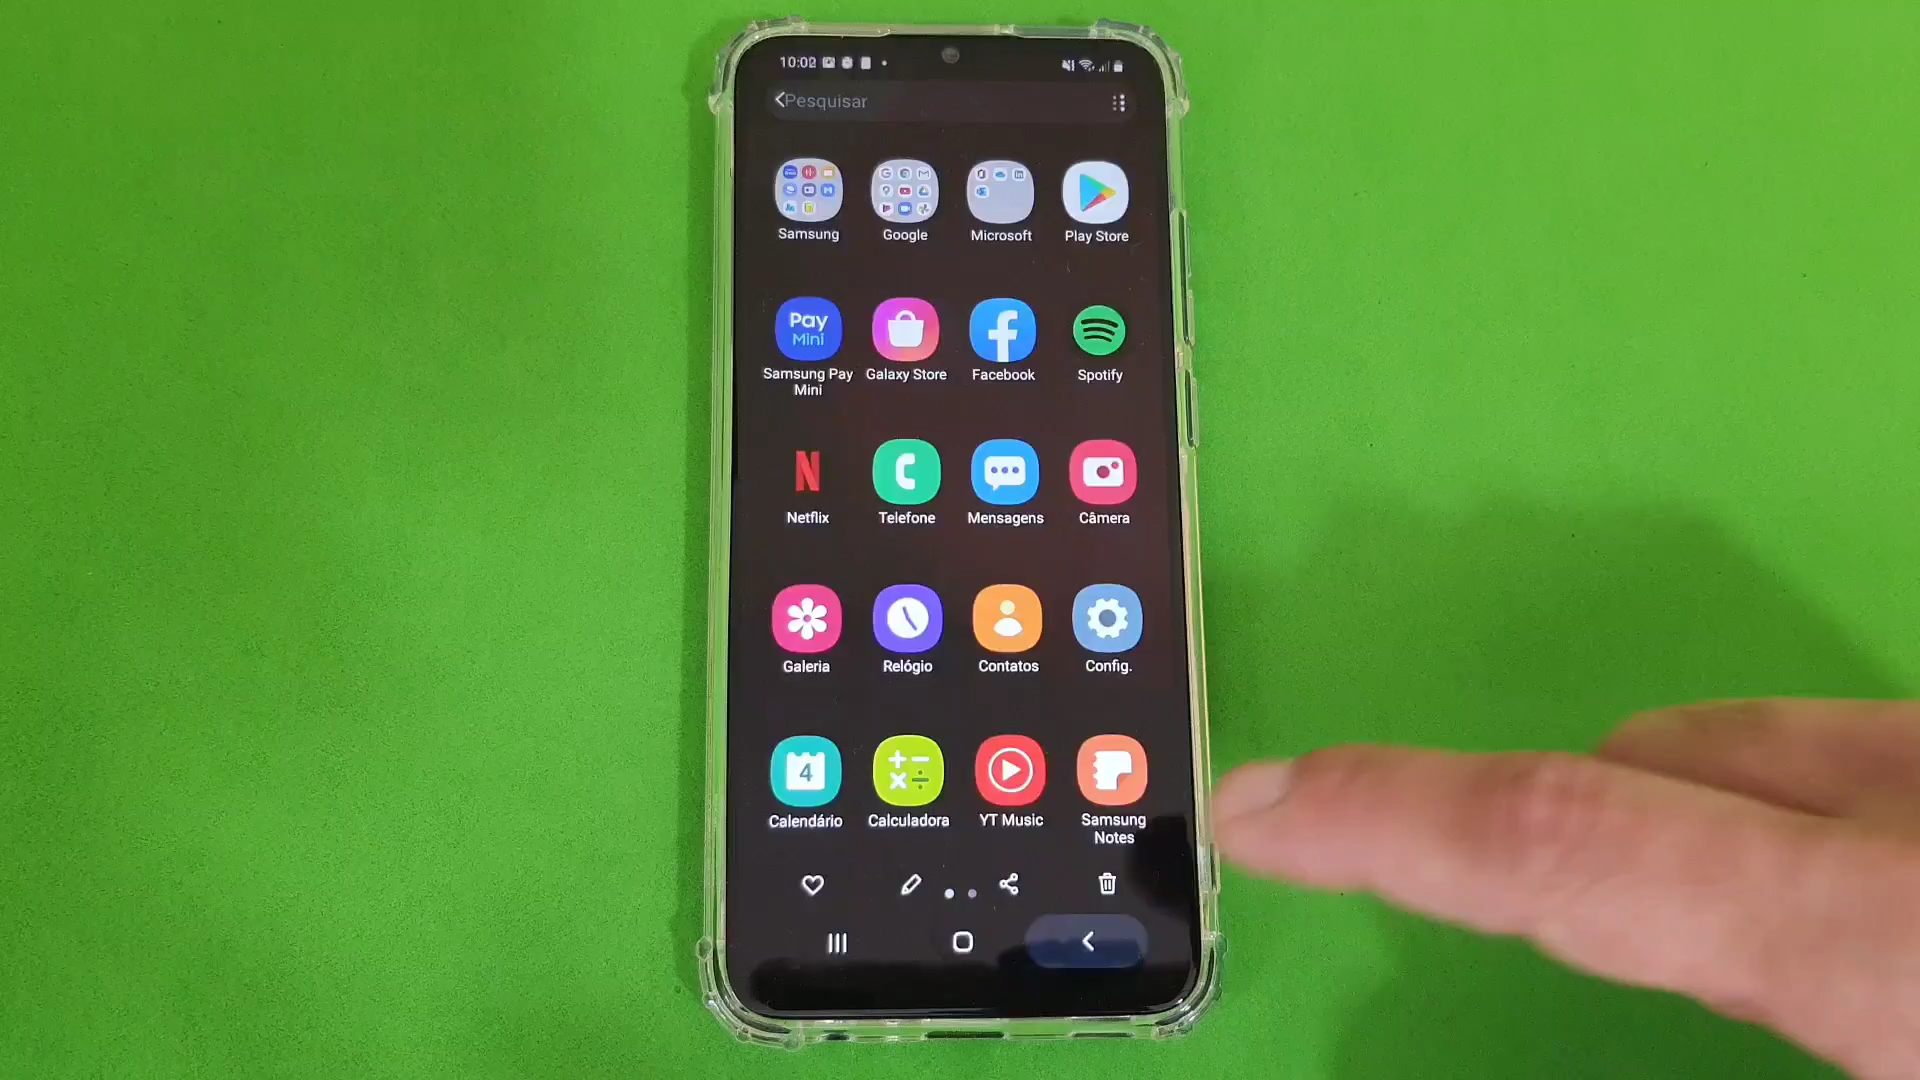 10:02
Pesquisar
Samsung
Google
Microsoft
Play Store
Pay
Mini
Samsung Pay
Mini
Galaxy Store
Facebook
Spotify
N
Netflix
Telefone
Mensagens
Câmera
Galeria
Relógio
Contatos
Config.
4
Calendário
Calculadora
YT Music
Samsung
Notes